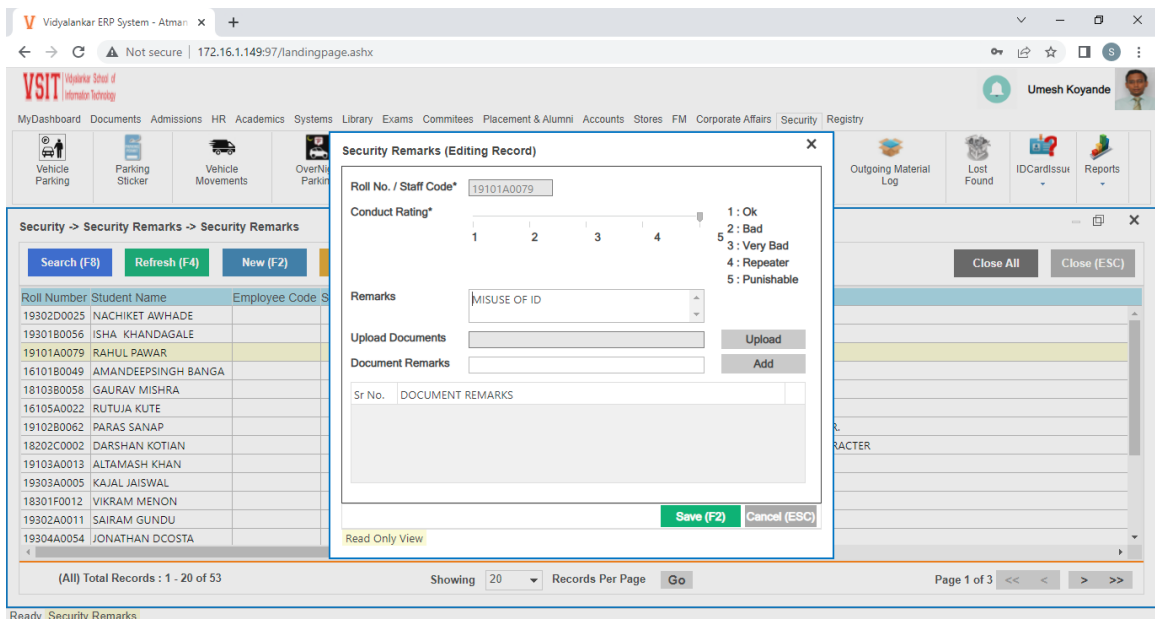 Vidyalankar ERP System - Atman
Not secure | 172.16.1.149:97/landingpage.ashx
S
VSIT Vidyalankar School of
Information Technology
Umesh Koyande
MyDashboard Documents Admissions HR Academics Systems Library Exams Commitees Placement & Alumni Accounts Stores FM Corporate Affairs Security Registry
Vehicle Parking
Parking Sticker
Vehicle Movements
OverNi
Parkin
Outgoing Material Log
Lost Found
IDCardIssue
Reports
Security -> Security Remarks -> Security Remarks
Search (F8) Refresh (F4) New (F2) Close All Close (ESC)
Roll Number Student Name Employee Code S
19302D0025 NACHIKET AWHADE
19301B0056 ISHA KHANDAGALE
19101A0079 RAHUL PAWAR
16101B0049 AMANDEEPSINGH BANGA
18103B0058 GAURAV MISHRA
16105A0022 RUTUJA KUTE
19102B0062 PARAS SANAP R.
18202C0002 DARSHAN KOTIAN RACTER
19103A0013 ALTAMASH KHAN
19303A0005 KAJAL JAISWAL
18301F0012 VIKRAM MENON
19302A0011 SAIRAM GUNDU
19304A0054 JONATHAN DCOSTA
Security Remarks (Editing Record)
Roll No. / Staff Code* 19101A0079
Conduct Rating*
1 2 3 4 5
1 : Ok
2 : Bad
3 : Very Bad
4 : Repeater
5 : Punishable
Remarks MISUSE OF ID
Upload Documents Upload
Document Remarks Add
Sr No. DOCUMENT REMARKS
Save (F2) Cancel (ESC)
Read Only View
(All) Total Records : 1 - 20 of 53 Showing 20 Records Per Page Go Page 1 of 3 << < > >>
Ready Security Remarks